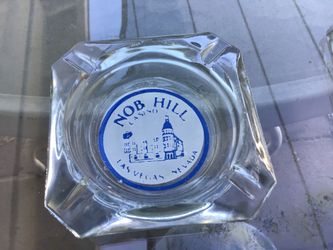 NOB HILL
CASINO
LAS VEGAS, NEVADA